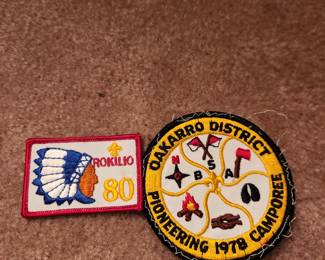 ROKILIO
80
OAKARRO DISTRICT
N
B S A
PIONEERING 1978 CAMPOREE